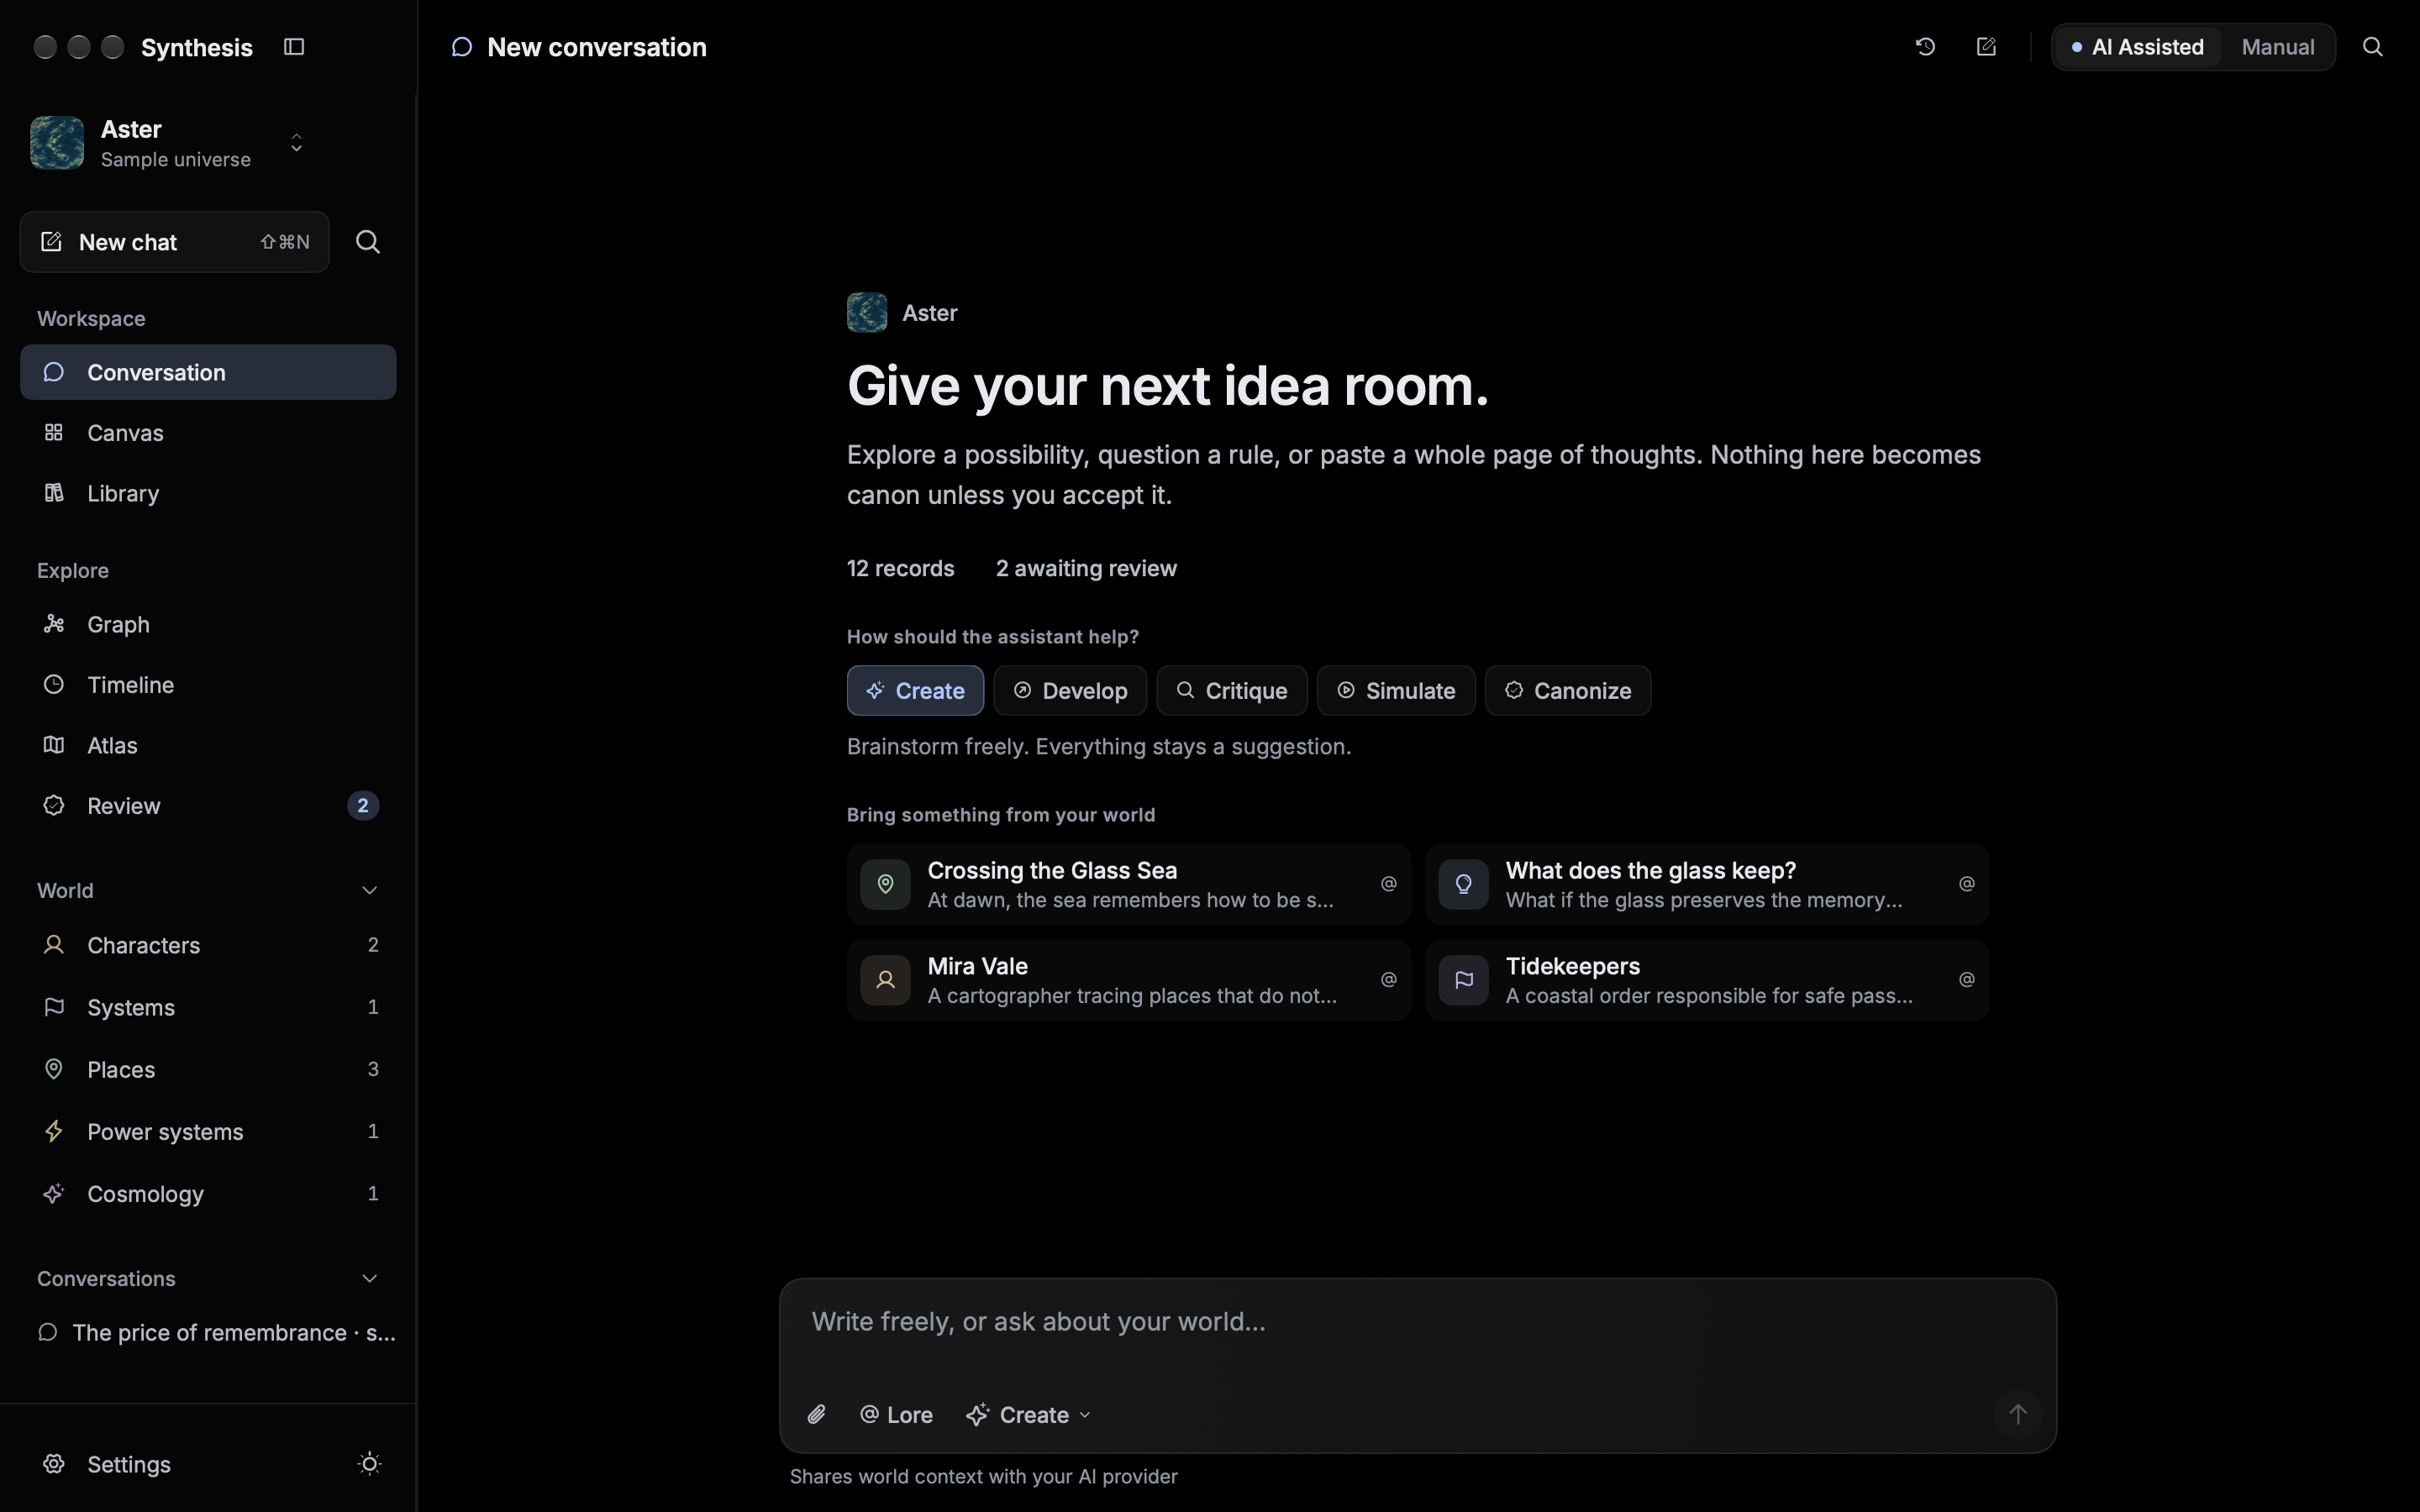 Synthesis
New conversation
AI Assisted
Manual
Aster
Sample universe
New chat
⇧⌘N
Workspace
Conversation
Canvas
Library
Explore
Graph
Timeline
Atlas
Review
2
World
Characters
2
Systems
1
Places
3
Power systems
1
Cosmology
1
Conversations
The price of remembrance · s...
Settings
Aster
Give your next idea room.
Explore a possibility, question a rule, or paste a whole page of thoughts. Nothing here becomes
canon unless you accept it.
12 records
2 awaiting review
How should the assistant help?
Create
Develop
Critique
Simulate
Canonize
Brainstorm freely. Everything stays a suggestion.
Bring something from your world
Crossing the Glass Sea
At dawn, the sea remembers how to be s...
@
What does the glass keep?
What if the glass preserves the memory...
@
Mira Vale
A cartographer tracing places that do not...
@
Tidekeepers
A coastal order responsible for safe pass...
@
Write freely, or ask about your world...
@ Lore
Create
Shares world context with your AI provider